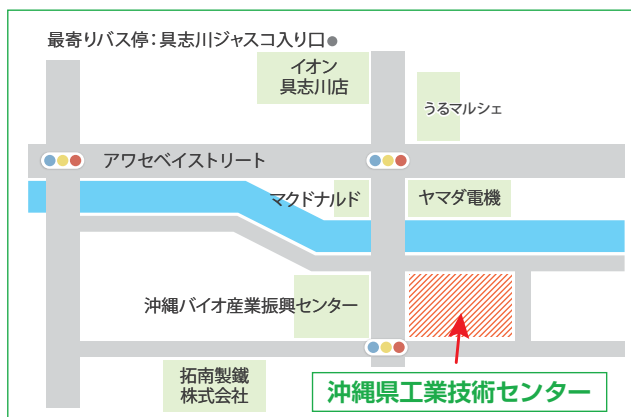 最寄りバス停：具志川ジャスコ入り口●
イオン
具志川店
うるマルシェ
アワセベイストリート
マクドナルド
ヤマダ電機
沖縄バイオ産業振興センター
拓南製鐵
株式会社
沖縄県工業技術センター